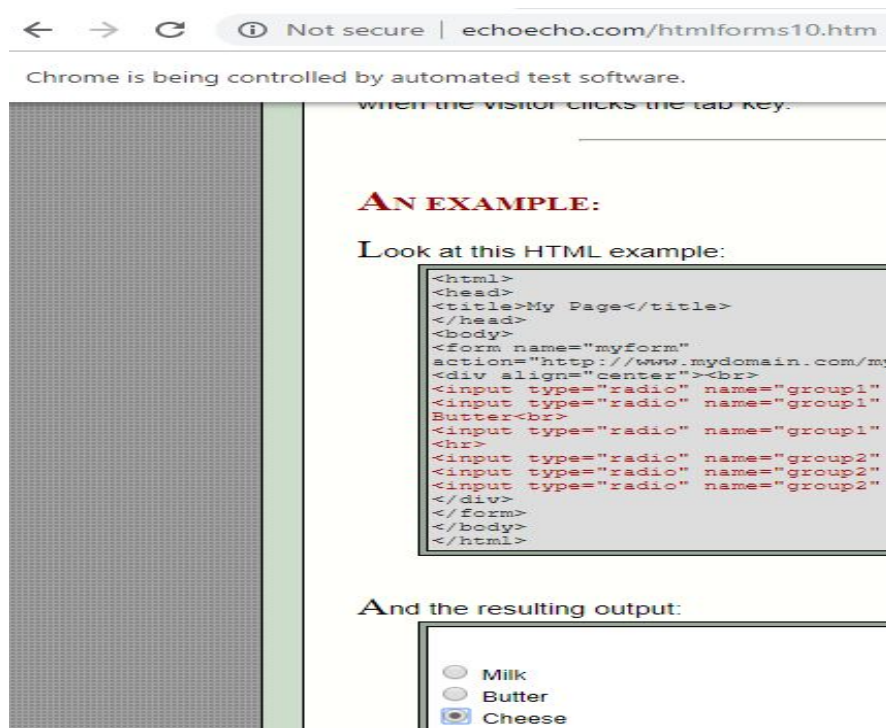 Not secure | echoecho.com/htmlforms10.htm
Chrome is being controlled by automated test software.
when the visitor clicks the tab key.
AN EXAMPLE:
Look at this HTML example:
<html>
<head>
<title>My Page</title>
</head>
<body>
<form name="myform"
action="http://www.mydomain.com/my
<div align="center"><br>
<input type="radio" name="group1"
<input type="radio" name="group1"
Butter<br>
<input type="radio" name="group1"
<hr>
<input type="radio" name="group2"
<input type="radio" name="group2"
<input type="radio" name="group2"
</div>
</form>
</body>
</html>
And the resulting output:
Milk
Butter
Cheese